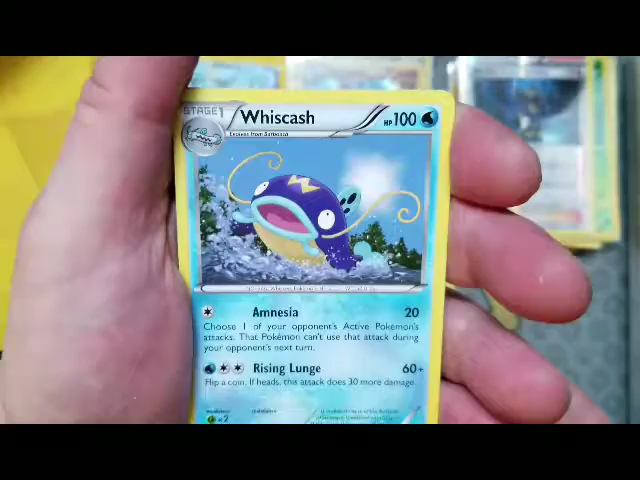 STAGE1 Whiscash HP100
Evolves from Barboach
Amnesia 20
Choose 1 of your opponent's Active Pokémon's
attacks. That Pokémon can't use that attack during
your opponent's next turn.
Rising Lunge 60+
Flip a coin. If heads, this attack does 30 more damage.
×2